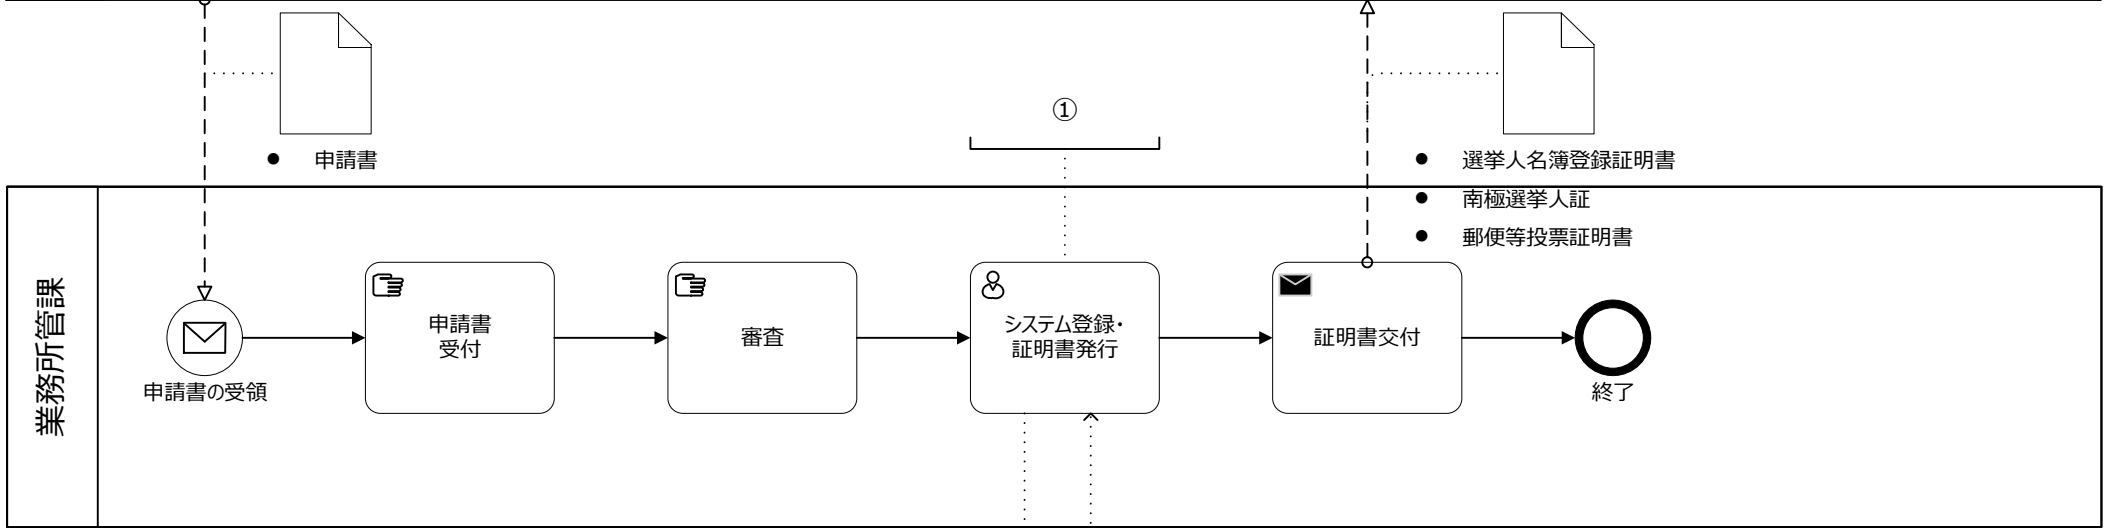 ①
● 申請書
● 選挙人名簿登録証明書
● 南極選挙人証
● 郵便等投票証明書
業務所管課
申請書の受領
申請書
受付
審査
システム登録・
証明書発行
証明書交付
終了